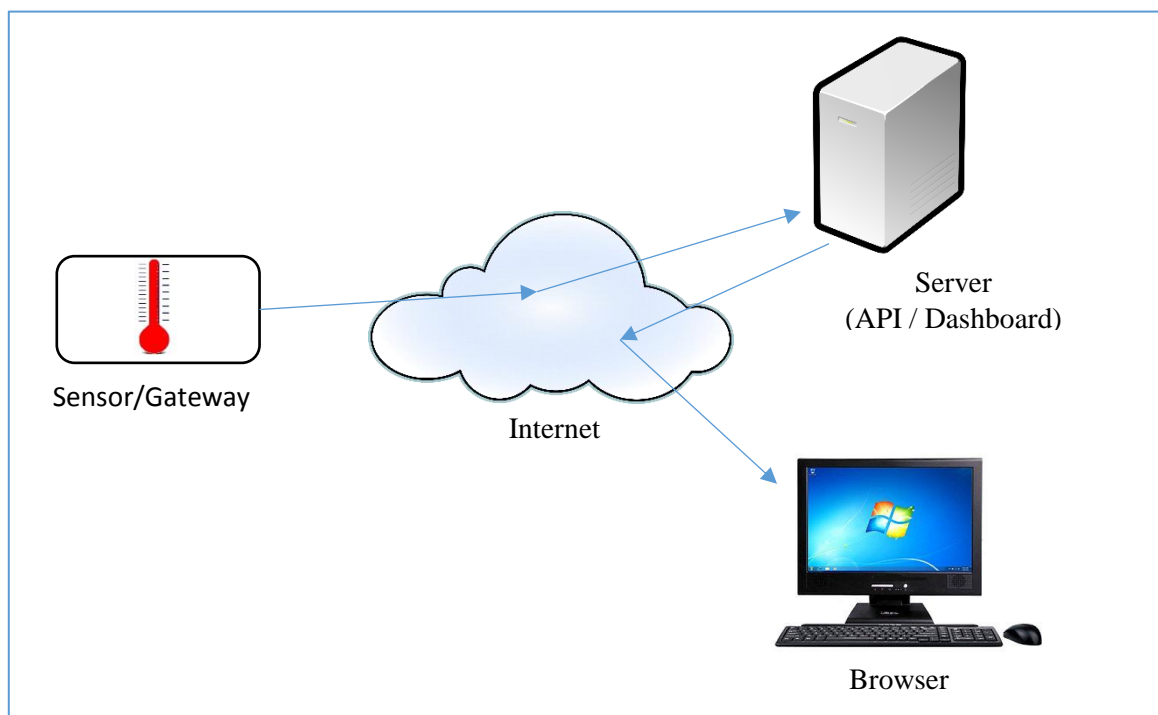 Server
(API / Dashboard)
Sensor/Gateway
Internet
Browser